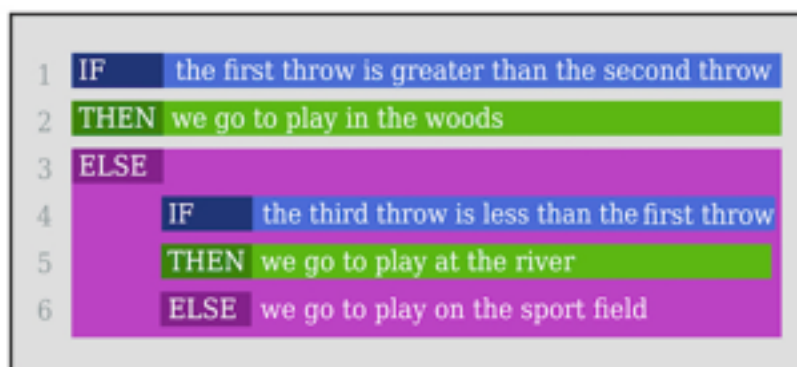 1 IF the first throw is greater than the second throw
2 THEN we go to play in the woods
3 ELSE
4 IF the third throw is less than the first throw
5 THEN we go to play at the river
6 ELSE we go to play on the sport field